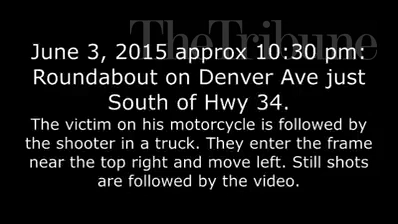 The Tribune
June 3, 2015 approx 10:30 pm:
Roundabout on Denver Ave just
South of Hwy 34.
The victim on his motorcycle is followed by
the shooter in a truck. They enter the frame
near the top right and move left. Still shots
are followed by the video.